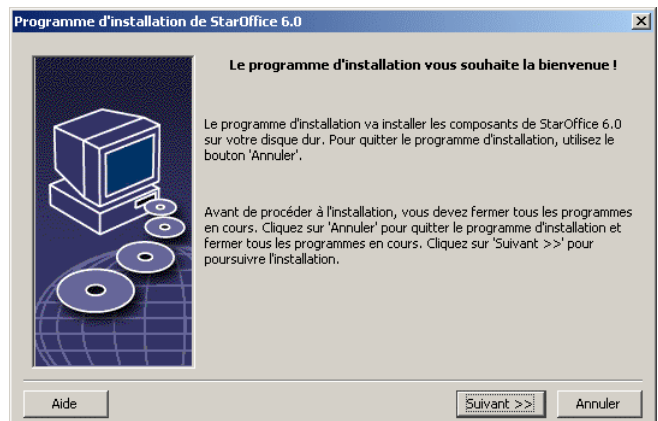 Programme d'installation de StarOffice 6.0
Le programme d'installation vous souhaite la bienvenue !
Le programme d'installation va installer les composants de StarOffice 6.0
sur votre disque dur. Pour quitter le programme d'installation, utilisez le
bouton 'Annuler'.
Avant de procéder à l'installation, vous devez fermer tous les programmes
en cours. Cliquez sur 'Annuler' pour quitter le programme d'installation et
fermer tous les programmes en cours. Cliquez sur 'Suivant >>' pour
poursuivre l'installation.
Aide
Suivant >>
Annuler